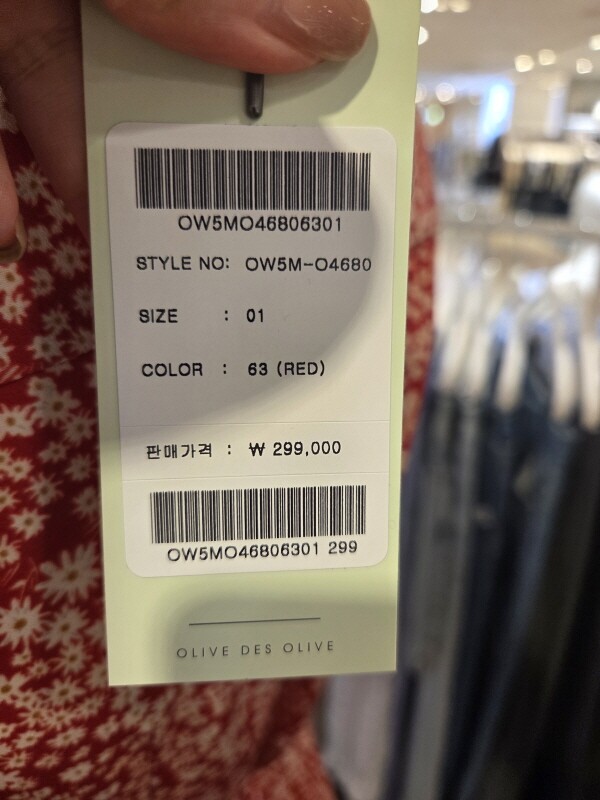 OW5MO46806301
STYLE NO: OW5M-O4680
SIZE : 01
COLOR : 63 (RED)
판매가격 : ₩ 299,000
OW5MO46806301 299
OLIVE DES OLIVE